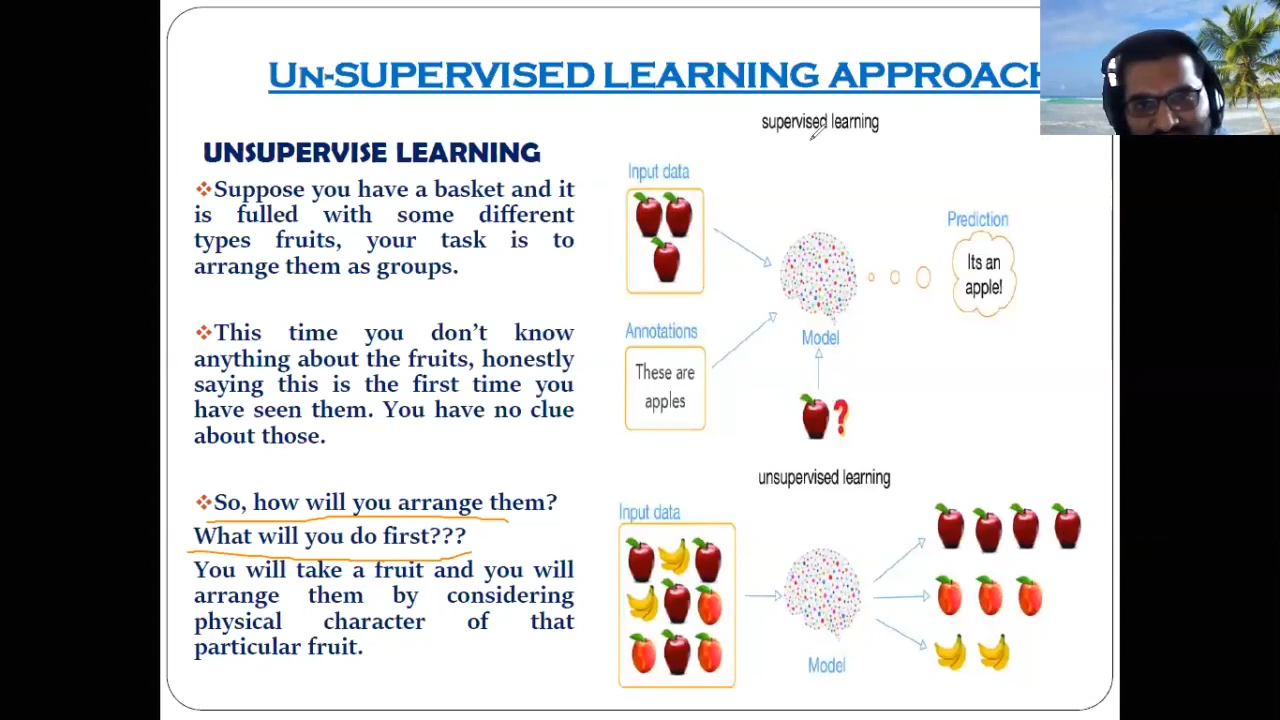 Un-SUPERVISED LEARNING APPROACH
UNSUPERVISE LEARNING
❖Suppose you have a basket and it
is fulled with some different
types fruits, your task is to
arrange them as groups.
❖This time you don't know
anything about the fruits, honestly
saying this is the first time you
have seen them. You have no clue
about those.
❖So, how will you arrange them?
What will you do first???
You will take a fruit and you will
arrange them by considering
physical character of that
particular fruit.
supervised learning
Input data
Prediction
Its an
apple!
Annotations
Model
These are
apples
?
unsupervised learning
Input data
Model